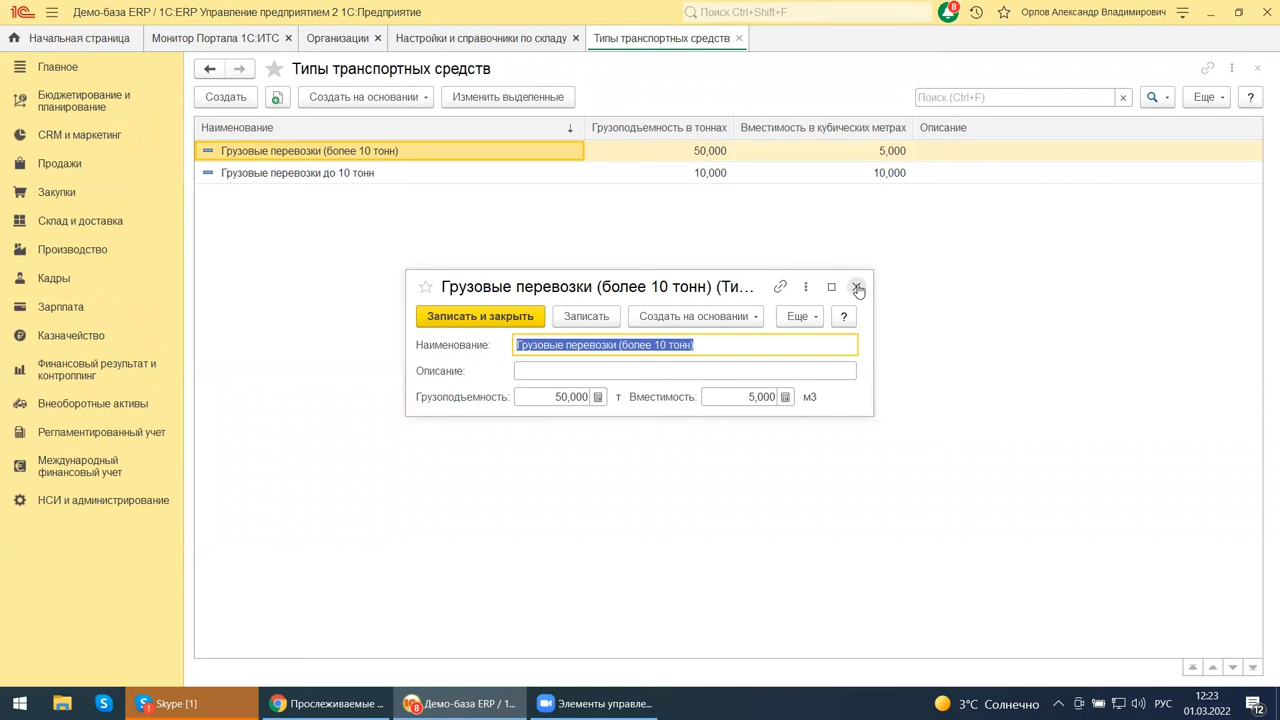 Демо-база ERP / 1С:ERP Управление предприятием 2 1С:Предприятие
Поиск Ctrl+Shift+F
8
Орлов Александр Владимирович
Начальная страница
Монитор Портала 1С:ИТС
Организации
Настройки и справочники по складу
Типы транспортных средств
Главное
Бюджетирование и
планирование
CRM и маркетинг
Продажи
Закупки
Склад и доставка
Производство
Кадры
Зарплата
Казначейство
Финансовый результат и
контроллинг
Внеоборотные активы
Регламентированный учет
Международный
финансовый учет
НСИ и администрирование
Типы транспортных средств
Создать
Создать на основании
Изменить выделенные
Поиск (Ctrl+F)
Еще
?
Наименование
Грузоподъемность в тоннах
Вместимость в кубических метрах
Описание
Грузовые перевозки (более 10 тонн)
50,000
5,000
Грузовые перевозки до 10 тонн
10,000
10,000
Грузовые перевозки (более 10 тонн) (Ти...
Записать и закрыть
Записать
Создать на основании
Еще
?
Наименование:
Грузовые перевозки (более 10 тонн)
Описание:
Грузоподъемность:
50,000
т
Вместимость:
5,000
м3
Skype [1]
Прослеживаемые ...
Демо-база ERP / 1...
Элементы управле...
3°C Солнечно
РУС
12:23
01.03.2022
12